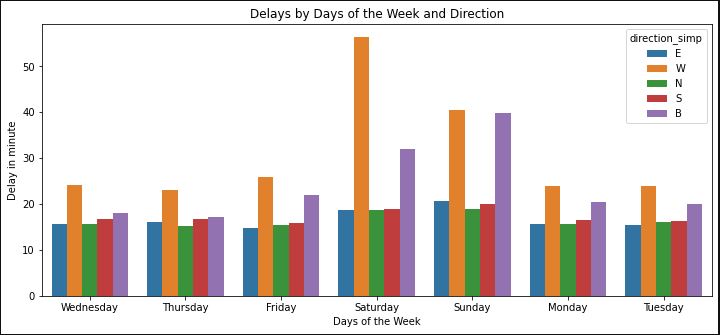 Delays by Days of the Week and Direction
direction_simp
E
W
N
S
B
Delay in minute
50
40
30
20
10
0
Wednesday Thursday Friday Saturday Sunday Monday Tuesday
Days of the Week